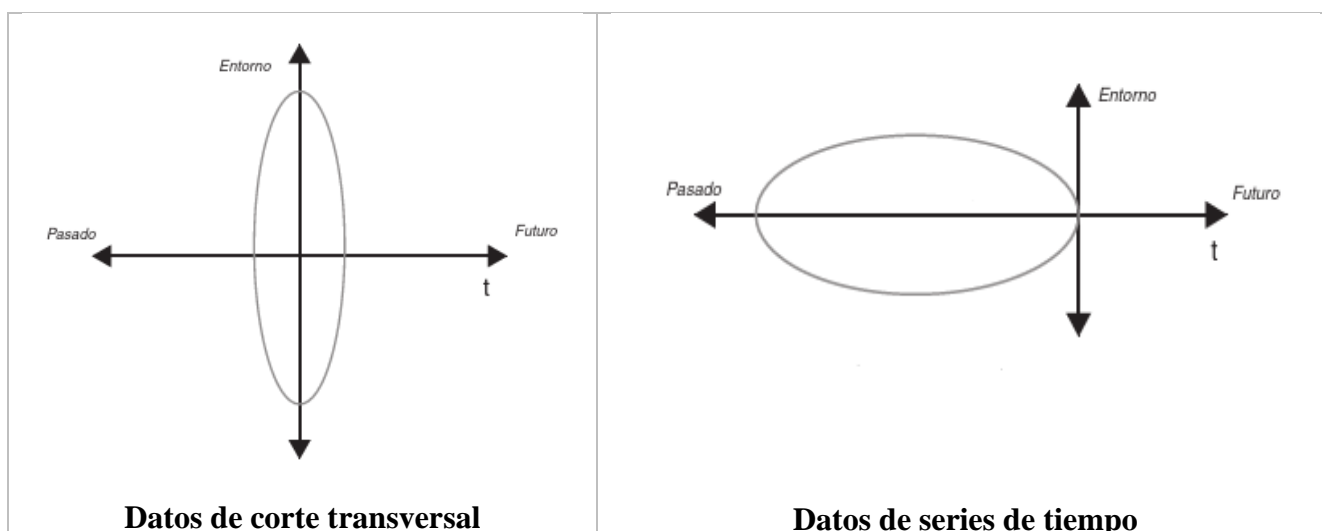 Entorno
Pasado
Futuro
t
Datos de corte transversal
Entorno
Pasado
Futuro
t
Datos de series de tiempo